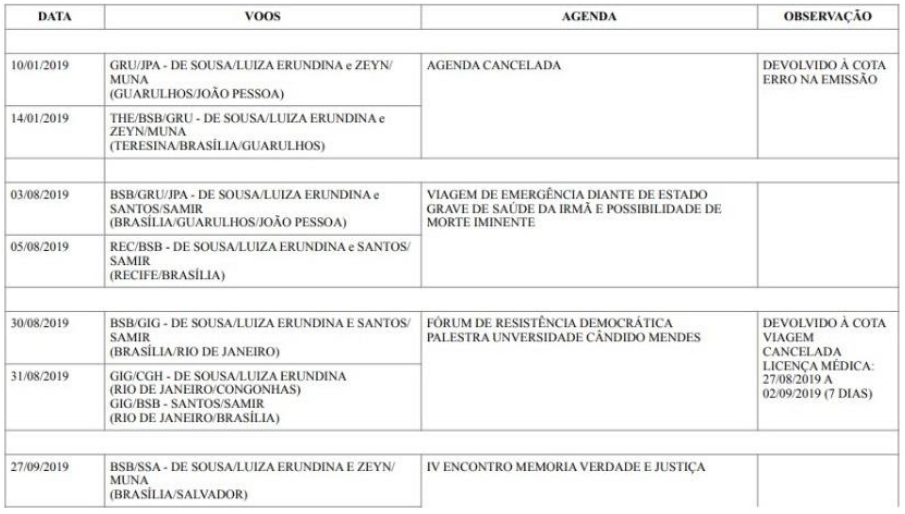 DATA VOOS AGENDA OBSERVAÇÃO
10/01/2019 GRU/JPA - DE SOUSA/LUIZA ERUNDINA e ZEYN/ AGENDA CANCELADA DEVOLVIDO À COTA
MUNA ERRO NA EMISSÃO
(GUARULHOS/JOÃO PESSOA)
14/01/2019 THE/BSB/GRU - DE SOUSA/LUIZA ERUNDINA e
ZEYN/MUNA
(TERESINA/BRASÍLIA/GUARULHOS)
03/08/2019 BSB/GRU/JPA - DE SOUSA/LUIZA ERUNDINA e VIAGEM DE EMERGÊNCIA DIANTE DE ESTADO
SANTOS/SAMIR GRAVE DE SAÚDE DA IRMÃ E POSSIBILIDADE DE
(BRASÍLIA/GUARULHOS/JOÃO PESSOA) MORTE IMINENTE
05/08/2019 REC/BSB - DE SOUSA/LUIZA ERUNDINA e SANTOS/
SAMIR
(RECIFE/BRASÍLIA)
30/08/2019 BSB/GIG - DE SOUSA/LUIZA ERUNDINA E SANTOS/ FÓRUM DE RESISTÊNCIA DEMOCRÁTICA DEVOLVIDO À COTA
SAMIR PALESTRA UNVERSIDADE CÂNDIDO MENDES VIAGEM
(BRASÍLIA/RIO DE JANEIRO) CANCELADA
LICENÇA MÉDICA:
31/08/2019 GIG/CGH - DE SOUSA/LUIZA ERUNDINA 27/08/2019 A
(RIO DE JANEIRO/CONGONHAS) 02/09/2019 (7 DIAS)
GIG/BSB - SANTOS/SAMIR
(RIO DE JANEIRO/BRASÍLIA)
27/09/2019 BSB/SSA - DE SOUSA/LUIZA ERUNDINA E ZEYN/ IV ENCONTRO MEMORIA VERDADE E JUSTIÇA
MUNA
(BRASÍLIA/SALVADOR)